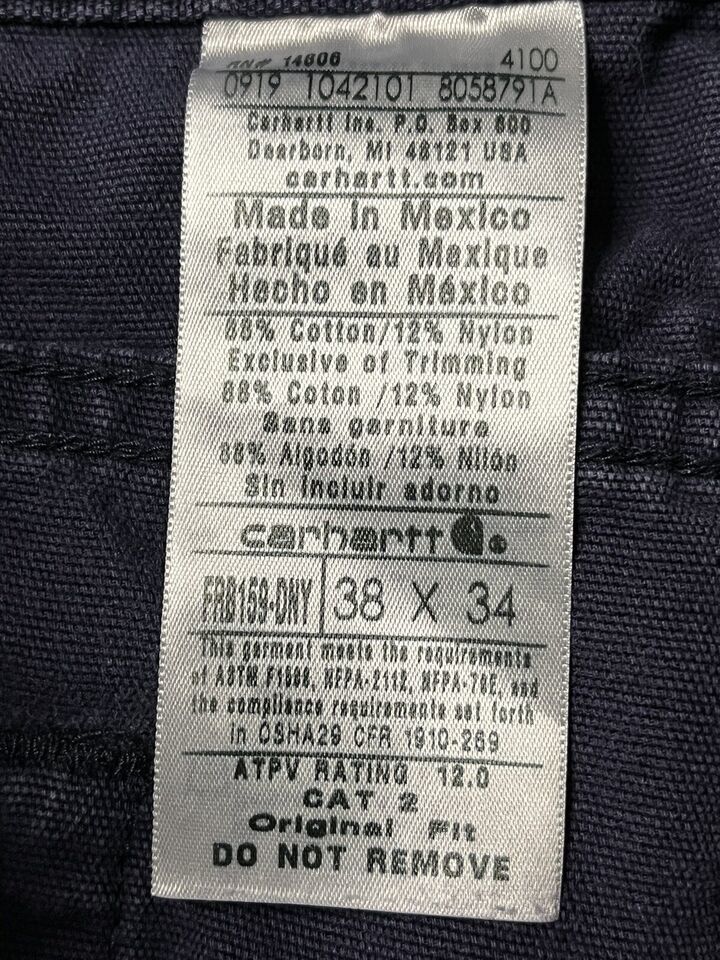 RN# 14806 4100
0919 1042101 8058791A
Carhartt Inc. P.O. Box 600
Dearborn, MI 48121 USA
carhartt.com
Made In Mexico
Fabriqué au Mexique
Hecho en México
88% Cotton/12% Nylon
Exclusive of Trimming
88% Coton /12% Nylon
Sans garniture
88% Algodón /12% Nilón
Sin incluir adorno
carhartt
FRB159-DNY 38 X 34
This garment meets the requirements
of ASTM F1506, NFPA-2112, NFPA-70E, and
the compliance requirements set forth
in OSHA29 CFR 1910-269
ATPV RATING 12.0
CAT 2
Original Fit
DO NOT REMOVE